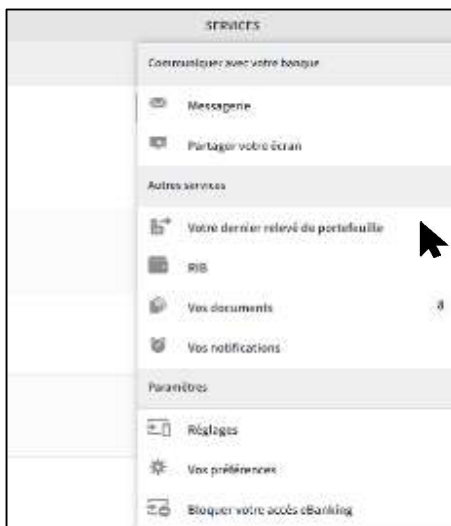 SERVICES
Communiquer avec votre banque
Messagerie
Partager votre écran
Autres services
Votre dernier relevé de portefeuille
RIB
Vos documents 8
Vos notifications
Paramètres
Réglages
Vos préférences
Bloquer votre accès eBanking